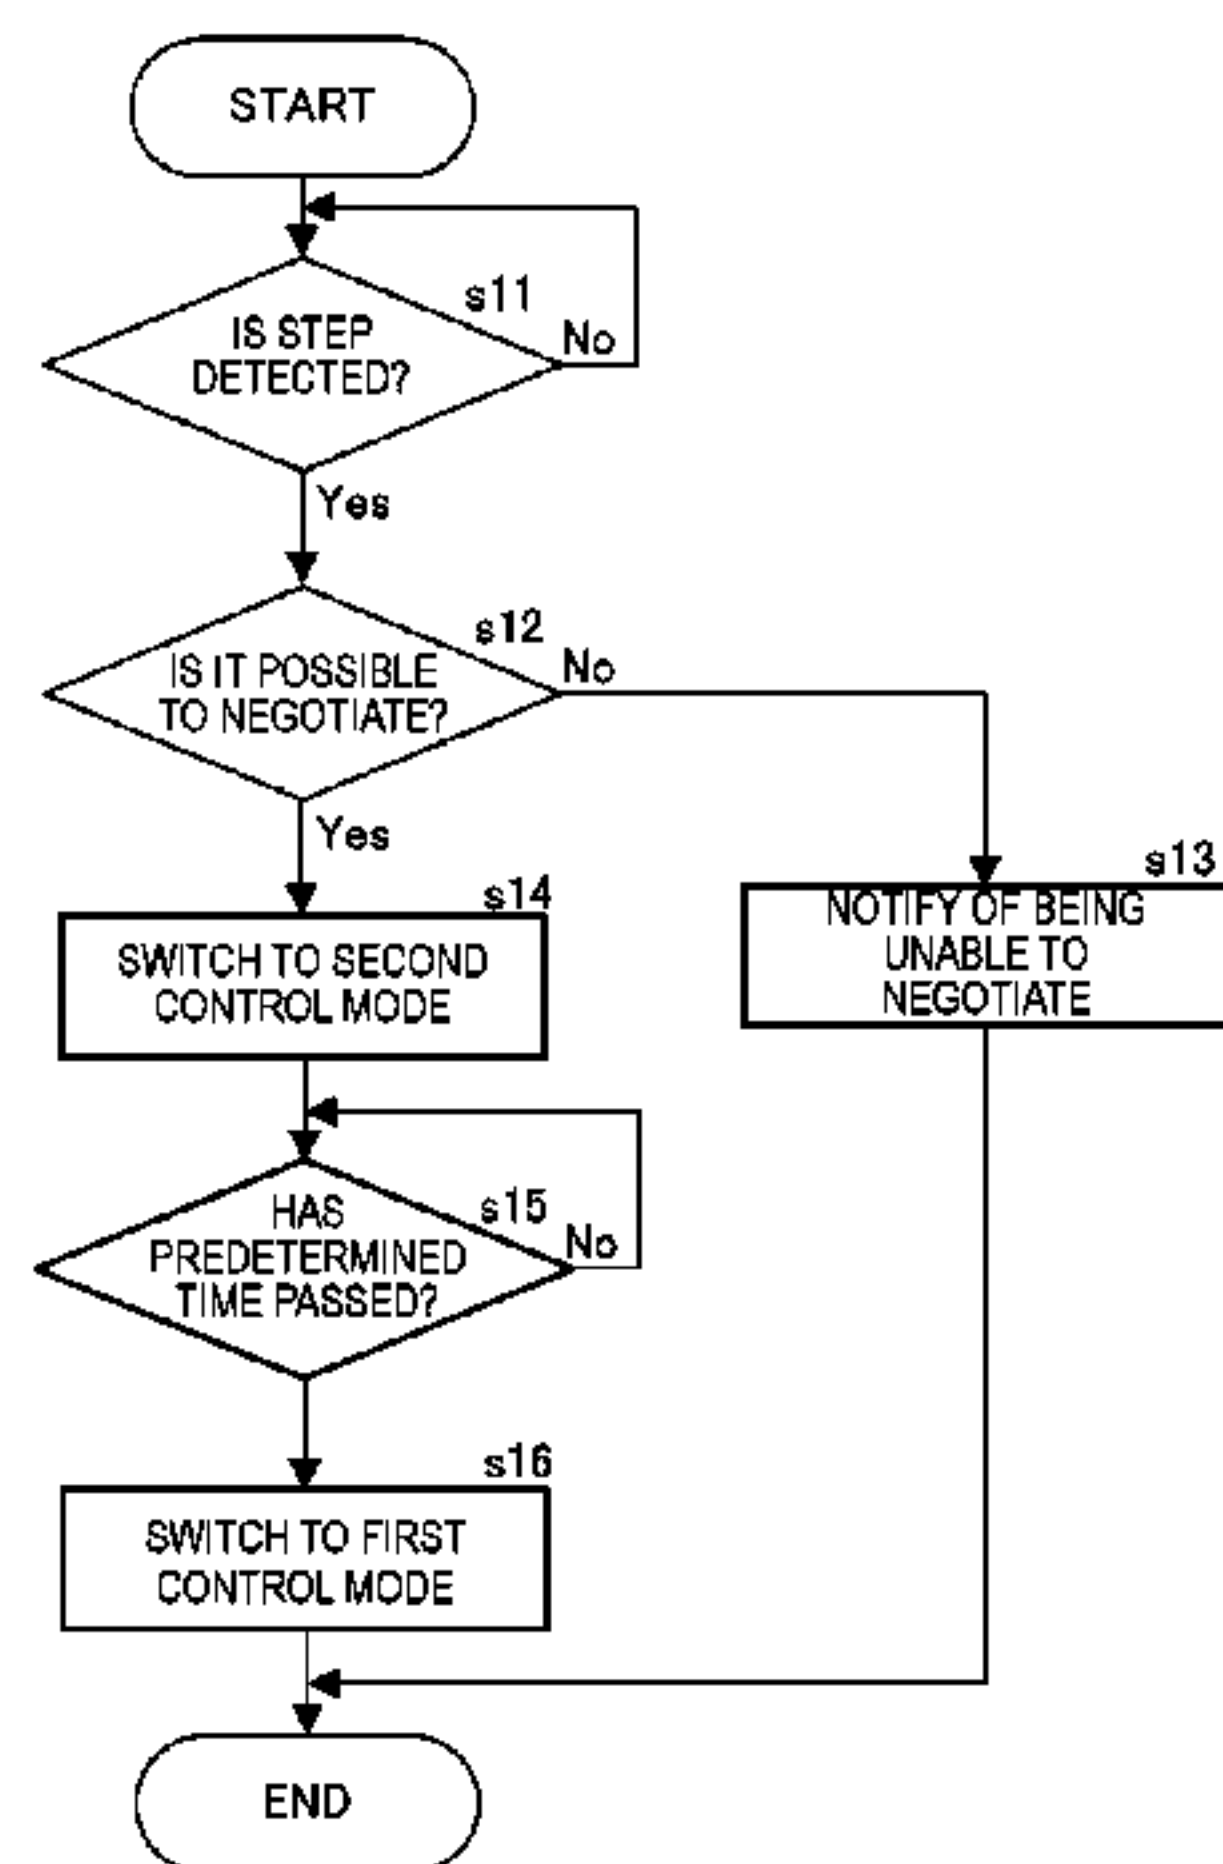 START
s11
IS STEP
DETECTED?
No
Yes
s12
IS IT POSSIBLE
TO NEGOTIATE?
No
Yes
s13
NOTIFY OF BEING
UNABLE TO
NEGOTIATE
s14
SWITCH TO SECOND
CONTROL MODE
s15
HAS
PREDETERMINED
TIME PASSED?
No
s16
SWITCH TO FIRST
CONTROL MODE
END